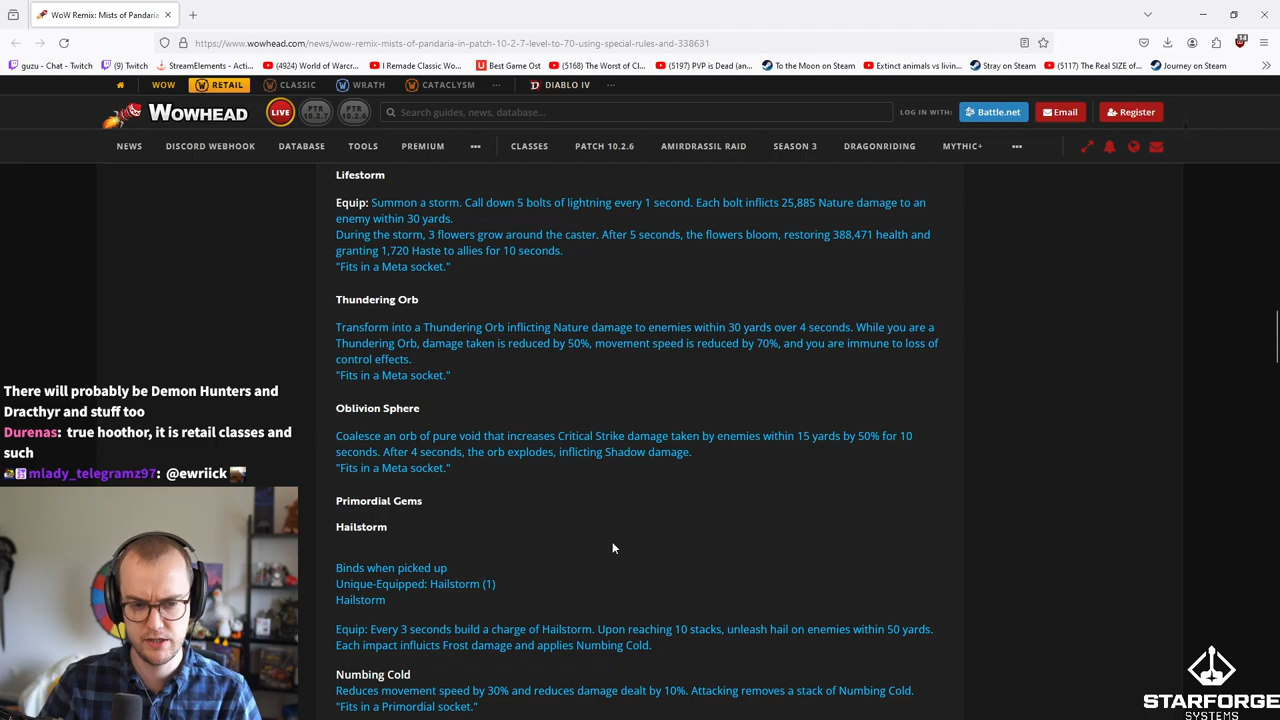 WoW Remix: Mists of Pandaria
https://www.wowhead.com/news/wow-remix-mists-of-pandaria-in-patch-10-2-7-level-to-70-using-special-rules-and-338631
14
guzu - Chat - Twitch
(9) Twitch
StreamElements - Acti...
(4924) World of Warcr...
I Remade Classic Wo...
Best Game Ost
(5168) The Worst of Cl...
(5197) PVP is Dead (an...
To the Moon on Steam
Extinct animals vs livin...
Stray on Steam
(5117) The Real SIZE of...
Journey on Steam
WOW
RETAIL
CLASSIC
WRATH
CATACLYSM
DIABLO IV
WOWHEAD
LIVE
PTR 10.2.7
PTR 10.2.6
Search guides, news, database...
LOG IN WITH:
Battle.net
Email
Register
NEWS
DISCORD WEBHOOK
DATABASE
TOOLS
PREMIUM
CLASSES
PATCH 10.2.6
AMIRDRASSIL RAID
SEASON 3
DRAGONRIDING
MYTHIC+
Lifestorm
Equip: Summon a storm. Call down 5 bolts of lightning every 1 second. Each bolt inflicts 25,885 Nature damage to an
enemy within 30 yards.
During the storm, 3 flowers grow around the caster. After 5 seconds, the flowers bloom, restoring 388,471 health and
granting 1,720 Haste to allies for 10 seconds.
"Fits in a Meta socket."
Thundering Orb
Transform into a Thundering Orb inflicting Nature damage to enemies within 30 yards over 4 seconds. While you are a
Thundering Orb, damage taken is reduced by 50%, movement speed is reduced by 70%, and you are immune to loss of
control effects.
"Fits in a Meta socket."
Oblivion Sphere
Coalesce an orb of pure void that increases Critical Strike damage taken by enemies within 15 yards by 50% for 10
seconds. After 4 seconds, the orb explodes, inflicting Shadow damage.
"Fits in a Meta socket."
Primordial Gems
Hailstorm
Binds when picked up
Unique-Equipped: Hailstorm (1)
Hailstorm
Equip: Every 3 seconds build a charge of Hailstorm. Upon reaching 10 stacks, unleash hail on enemies within 50 yards.
Each impact influicts Frost damage and applies Numbing Cold.
Numbing Cold
Reduces movement speed by 30% and reduces damage dealt by 10%. Attacking removes a stack of Numbing Cold.
"Fits in a Primordial socket."
There will probably be Demon Hunters and
Dracthyr and stuff too
Durenas: true hoothor, it is retail classes and
such
mlady_telegramz97: @ewriick
STARFORGE
SYSTEMS